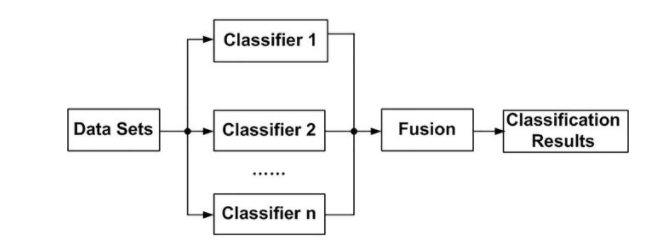 Classifier 1
Data Sets
Classifier 2
Fusion
Classification
Results
......
Classifier n